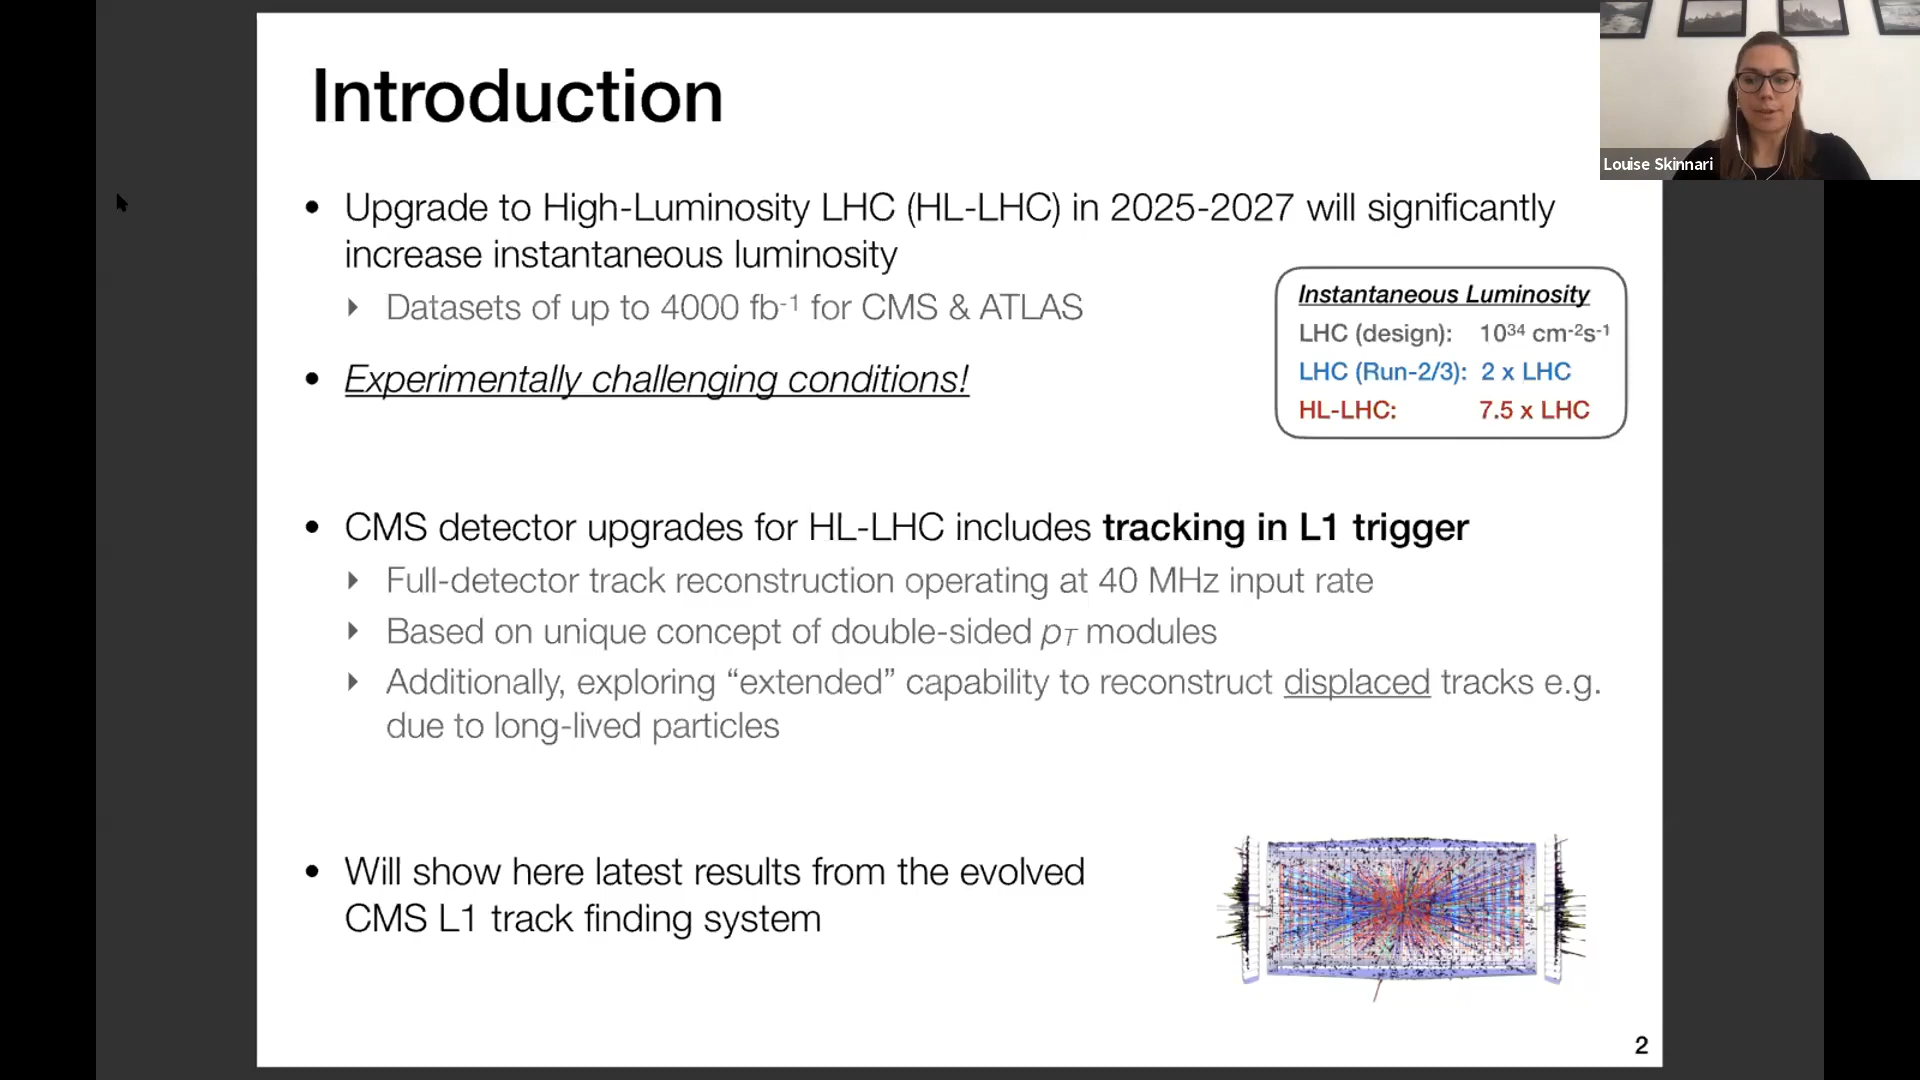 Introduction
Louise Skinnari
• Upgrade to High-Luminosity LHC (HL-LHC) in 2025-2027 will significantly
increase instantaneous luminosity
‣ Datasets of up to 4000 fb⁻¹ for CMS & ATLAS
• Experimentally challenging conditions!
Instantaneous Luminosity
LHC (design): 10³⁴ cm⁻²s⁻¹
LHC (Run-2/3): 2 x LHC
HL-LHC: 7.5 x LHC
• CMS detector upgrades for HL-LHC includes tracking in L1 trigger
‣ Full-detector track reconstruction operating at 40 MHz input rate
‣ Based on unique concept of double-sided pT modules
‣ Additionally, exploring “extended” capability to reconstruct displaced tracks e.g.
due to long-lived particles
• Will show here latest results from the evolved
CMS L1 track finding system
2